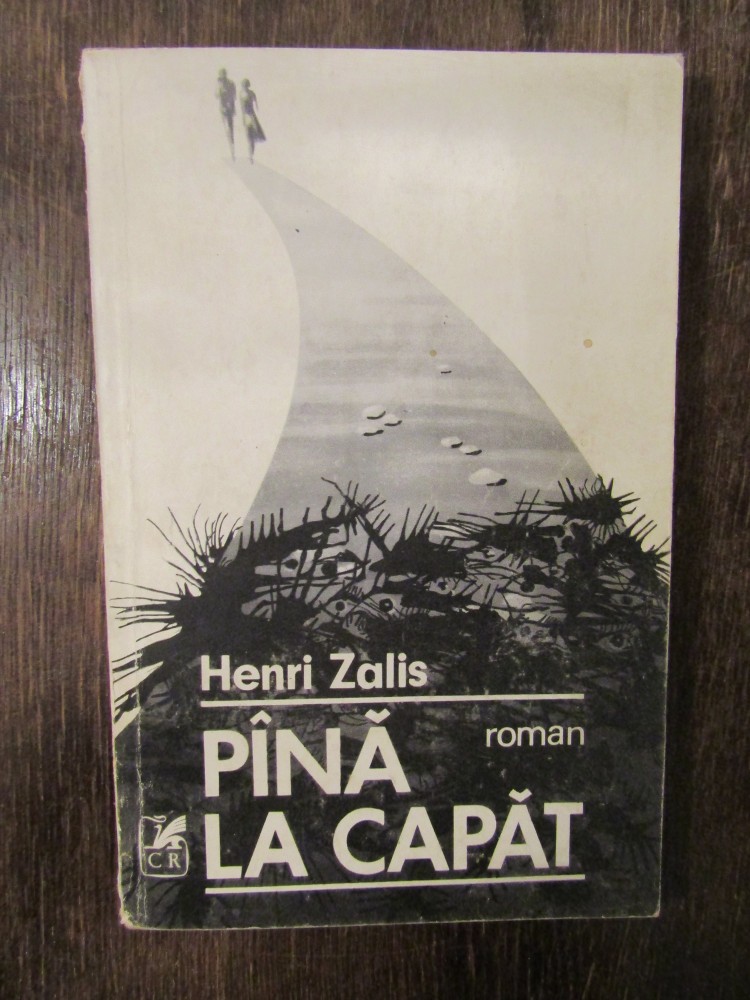 Henri Zalis
roman
PÎNĂ
LA CAPĂT
CR